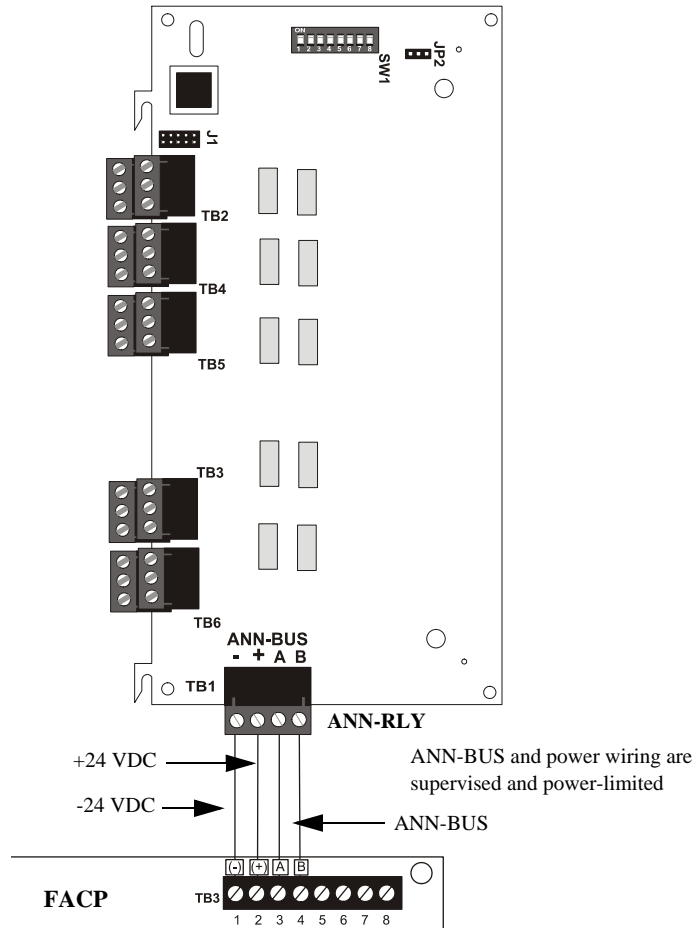 ON
1 2 3 4 5 6 7 8
SW1
JP2
J1
TB2
TB4
TB5
TB3
TB6
ANN-BUS
- + A B
TB1
ANN-RLY
+24 VDC
ANN-BUS and power wiring are
supervised and power-limited
-24 VDC
ANN-BUS
(-) (+) A B
FACP
TB3
1 2 3 4 5 6 7 8